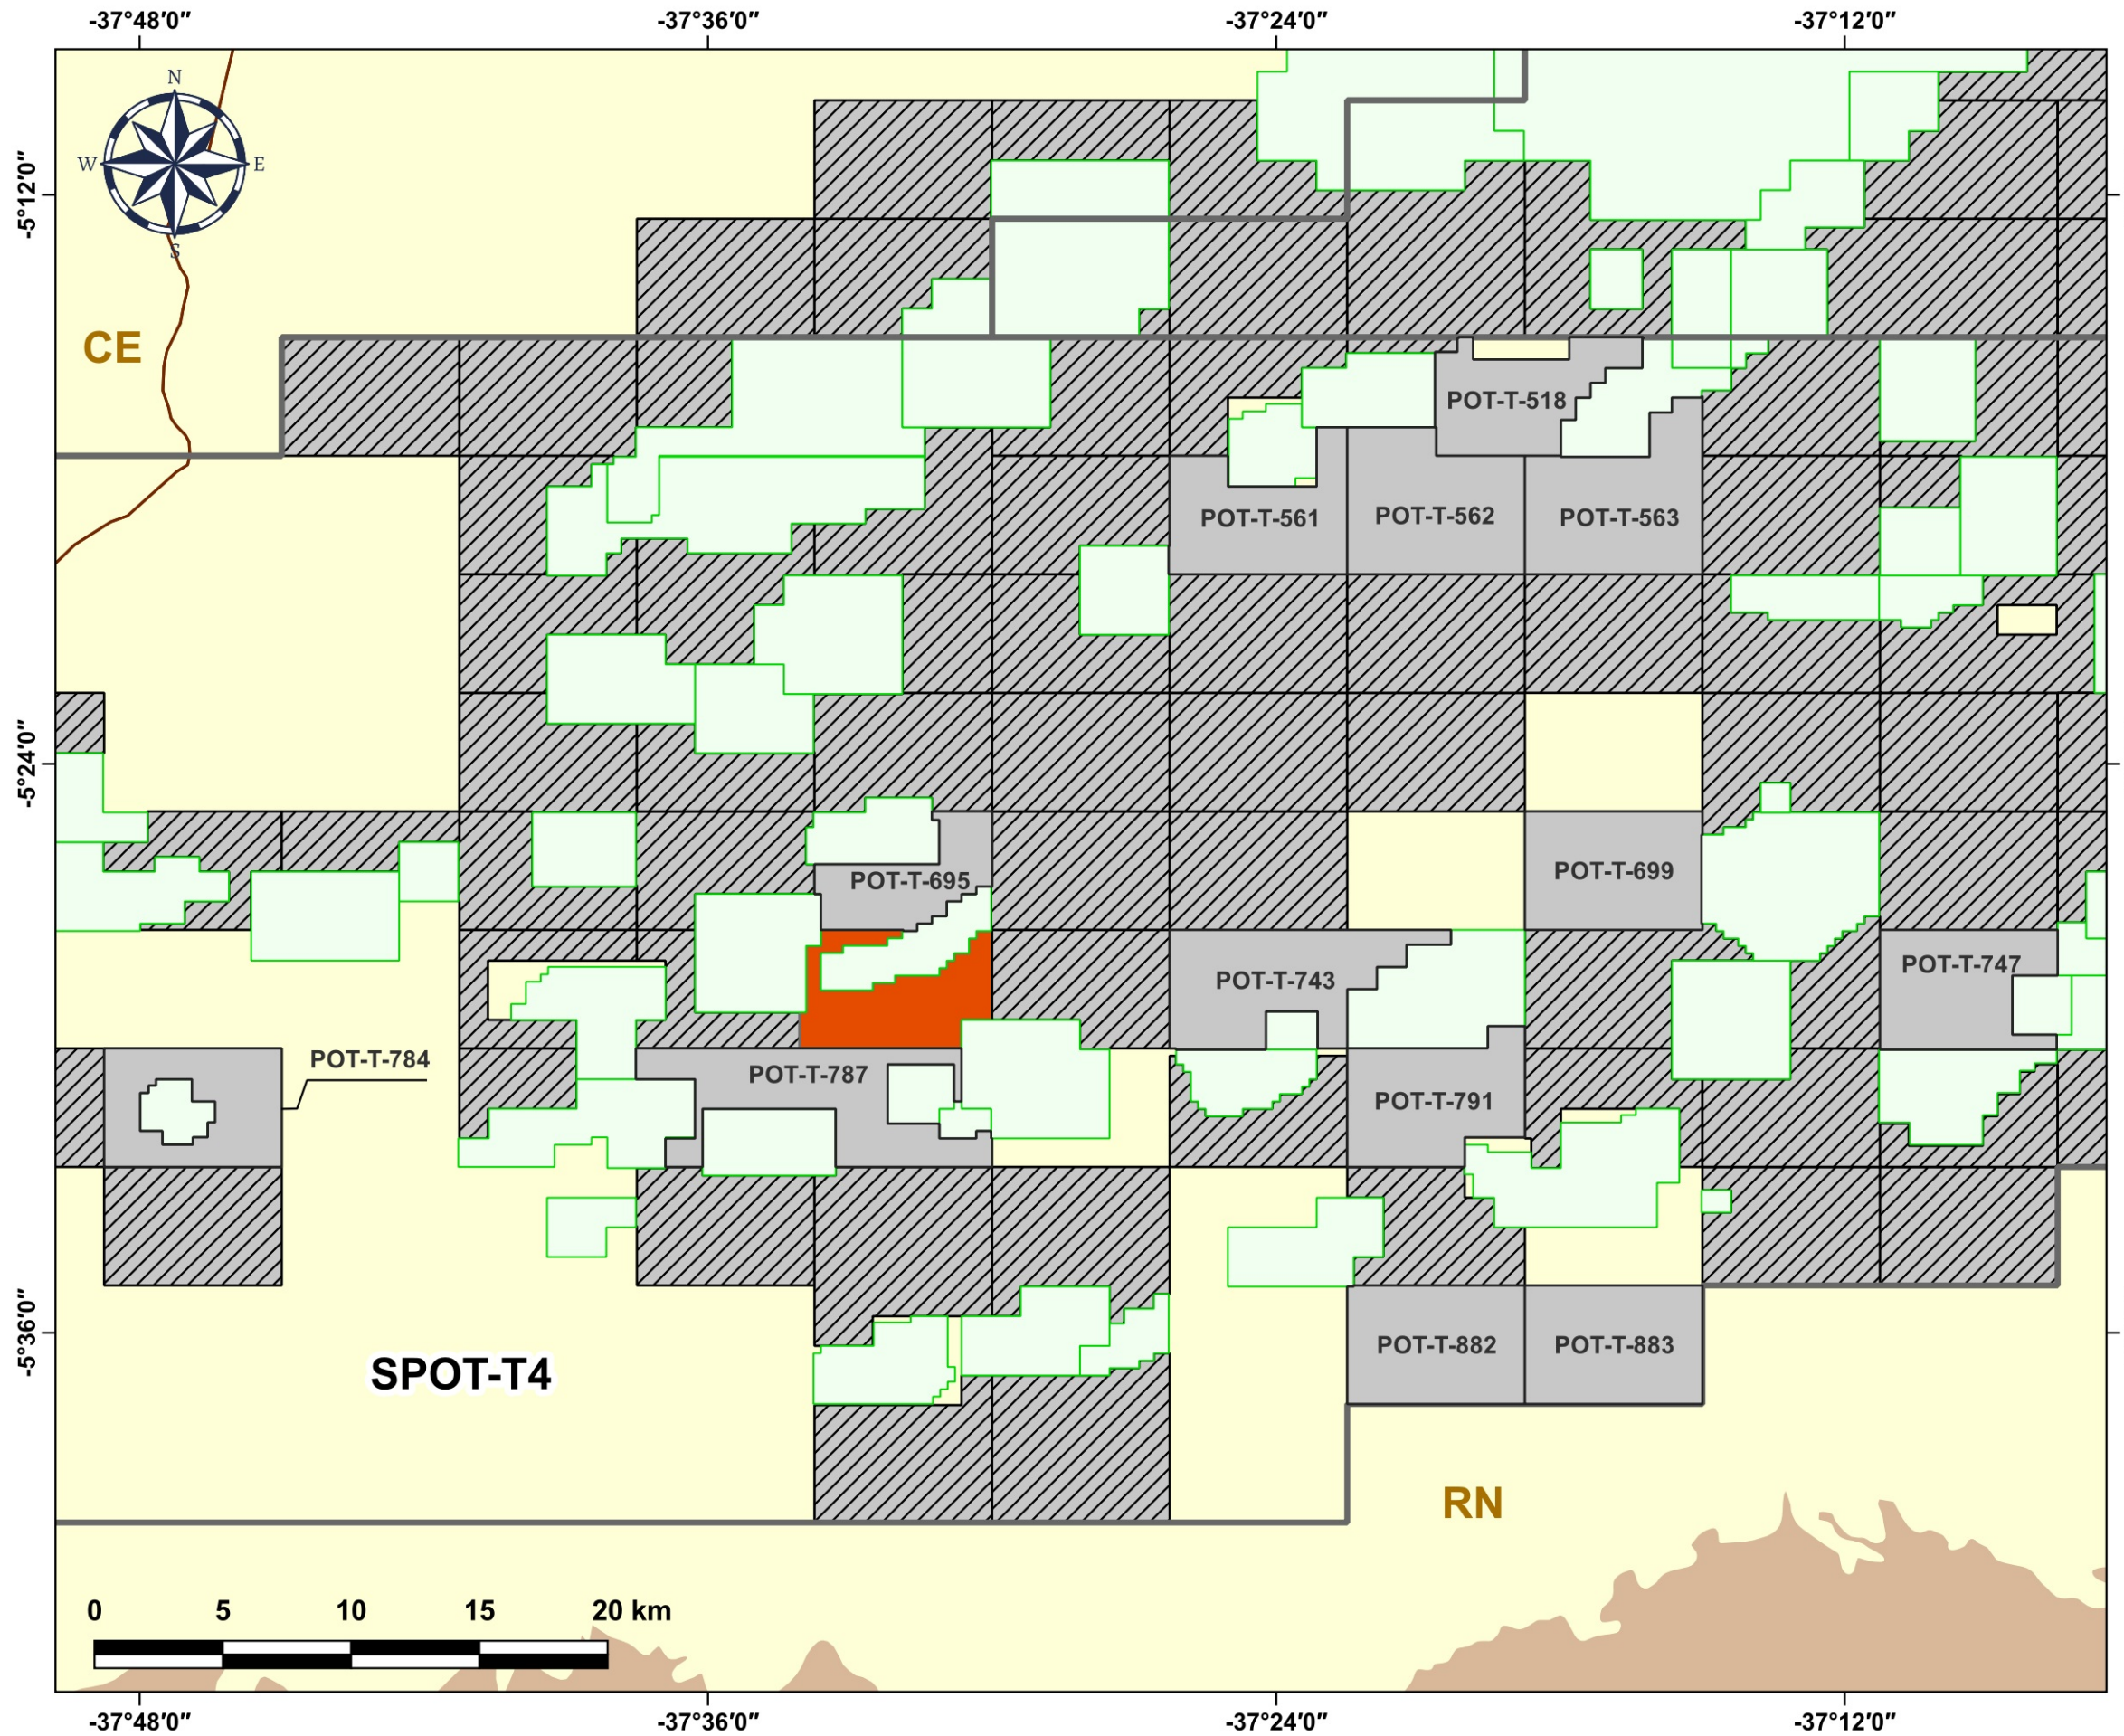 -37°48′0″ -37°36′0″ -37°24′0″ -37°12′0″
N
W E
S
-5°12′0″
CE
POT-T-518
POT-T-561 POT-T-562 POT-T-563
-5°24′0″
POT-T-695 POT-T-699
POT-T-743 POT-T-747
POT-T-784 POT-T-787 POT-T-791
-5°36′0″
SPOT-T4 POT-T-882 POT-T-883
RN
0 5 10 15 20 km
-37°48′0″ -37°36′0″ -37°24′0″ -37°12′0″